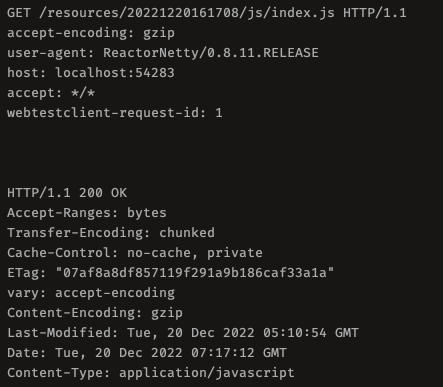 GET /resources/20221220161708/js/index.js HTTP/1.1
accept-encoding: gzip
user-agent: ReactorNetty/0.8.11.RELEASE
host: localhost:54283
accept: */*
webtestclient-request-id: 1
HTTP/1.1 200 OK
Accept-Ranges: bytes
Transfer-Encoding: chunked
Cache-Control: no-cache, private
ETag: "07af8a8df857119f291a9b186caf33a1a"
vary: accept-encoding
Content-Encoding: gzip
Last-Modified: Tue, 20 Dec 2022 05:10:54 GMT
Date: Tue, 20 Dec 2022 07:17:12 GMT
Content-Type: application/javascript